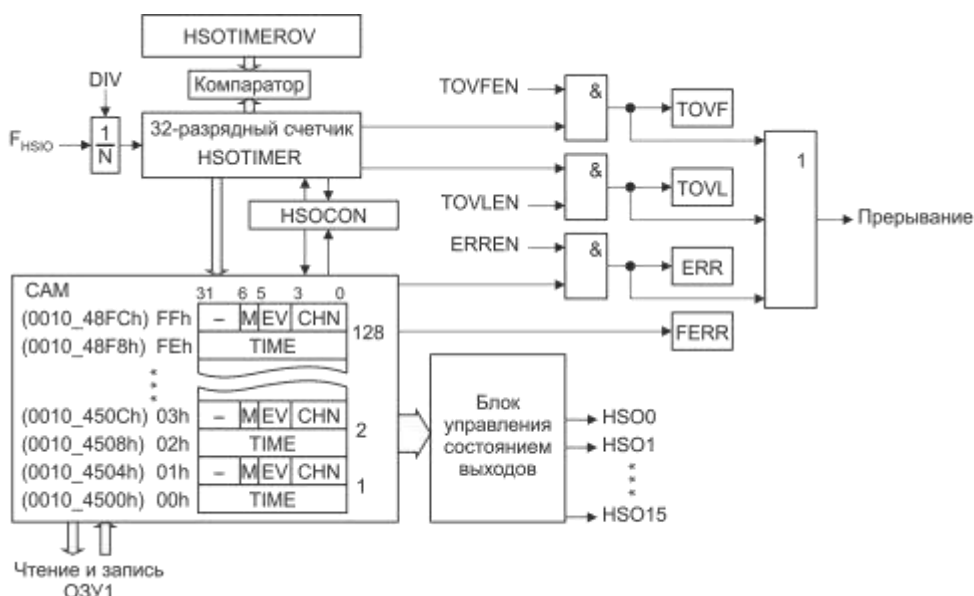 HSOTIMEROV
DIV
Компаратор
F_HSIO
1
N
32-разрядный счетчик
HSOTIMER
HSOCON
TOVFEN
&
TOVF
TOVLEN
&
TOVL
ERREN
&
ERR
1
Прерывание
FERR
CAM
31 6 5 3 0
(0010_48FCh) FFh – M EV CHN
128
(0010_48F8h) FEh TIME
* * *
(0010_450Ch) 03h – M EV CHN
2
(0010_4508h) 02h TIME
(0010_4504h) 01h – M EV CHN
1
(0010_4500h) 00h TIME
Блок
управления
состоянием
выходов
HSO0
HSO1
* * *
HSO15
Чтение и запись
ОЗУ1